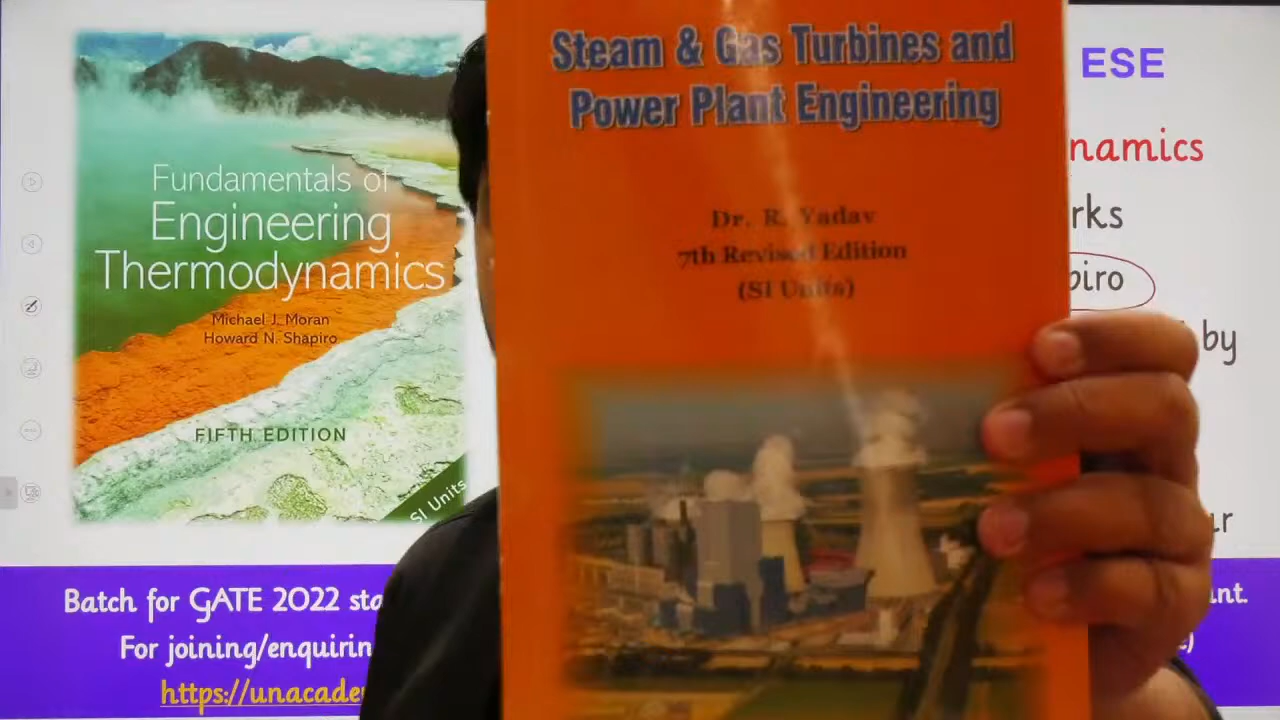 Fundamentals of
Engineering
Thermodynamics
Michael J. Moran
Howard N. Shapiro
FIFTH EDITION
SI Units
Steam & Gas Turbines and
Power Plant Engineering
Dr. R. Yadav
7th Revised Edition
(SI Units)
ESE
namics
rks
piro
by
ur
Batch for GATE 2022 sta
For joining/enquirin
https://unacade